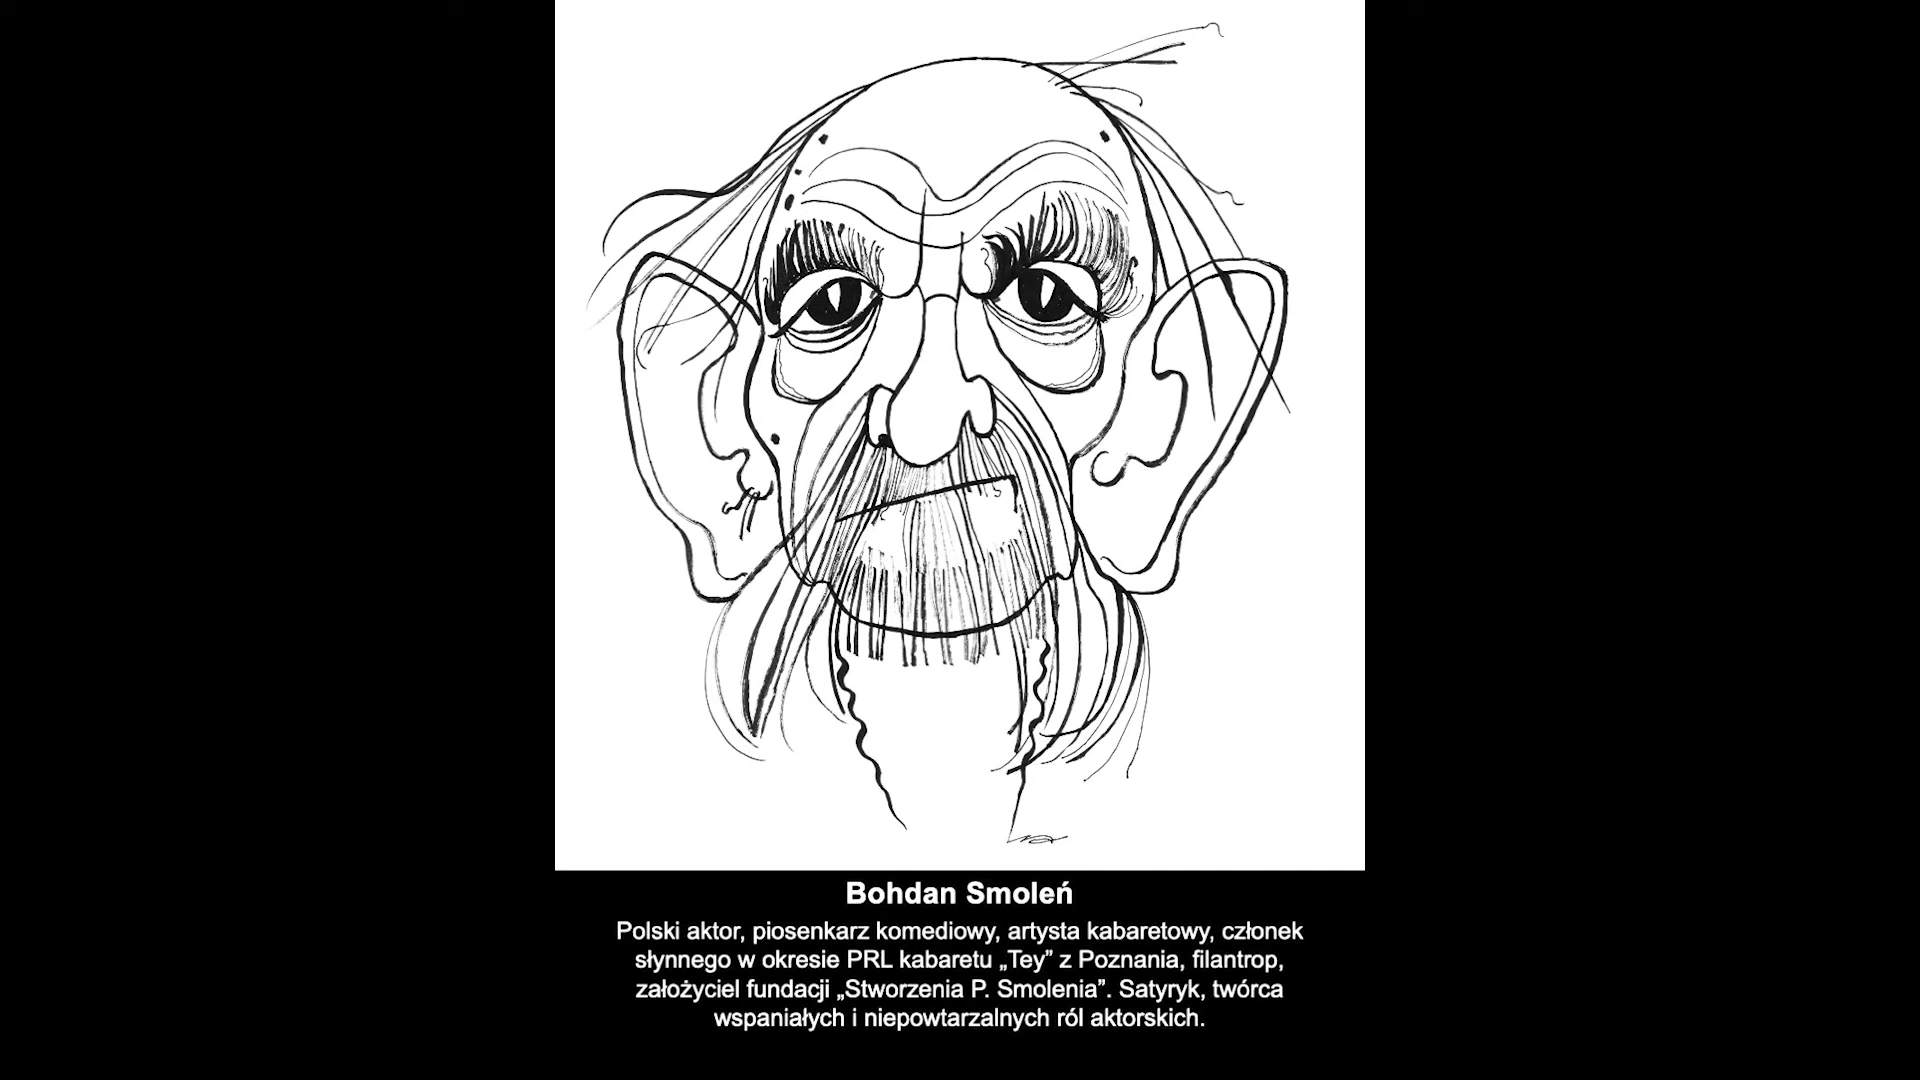 Bohdan Smoleń
Polski aktor, piosenkarz komediowy, artysta kabaretowy, członek
słynnego w okresie PRL kabaretu „Tey” z Poznania, filantrop,
założyciel fundacji „Stworzenia P. Smolenia”. Satyryk, twórca
wspaniałych i niepowtarzalnych ról aktorskich.